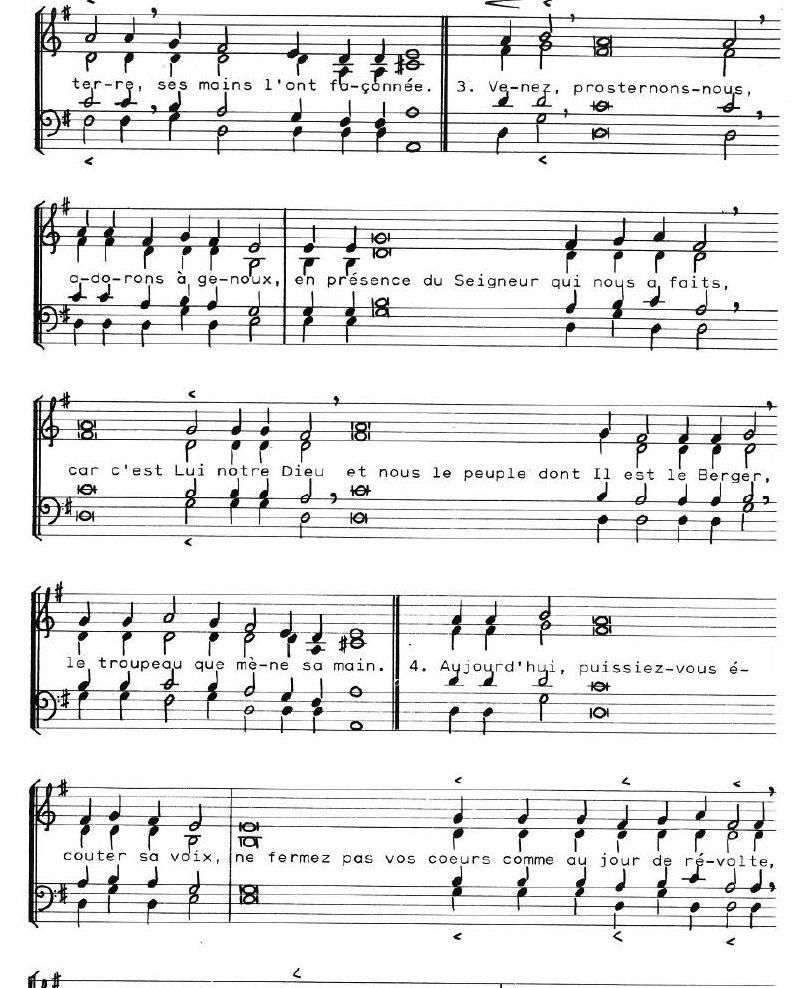 ter-re, ses mains l'ont fa-çonnée. 3. Ve-nez, prosternons-nous,
a-do-rons à ge-noux, en présence du Seigneur qui nous a faits,
car c'est Lui notre Dieu et nous le peuple dont Il est le Berger,
le troupeau que mè-ne sa main. 4. Aujourd'hui, puissiez-vous é-
couter sa voix, ne fermez pas vos coeurs comme au jour de ré-volte,